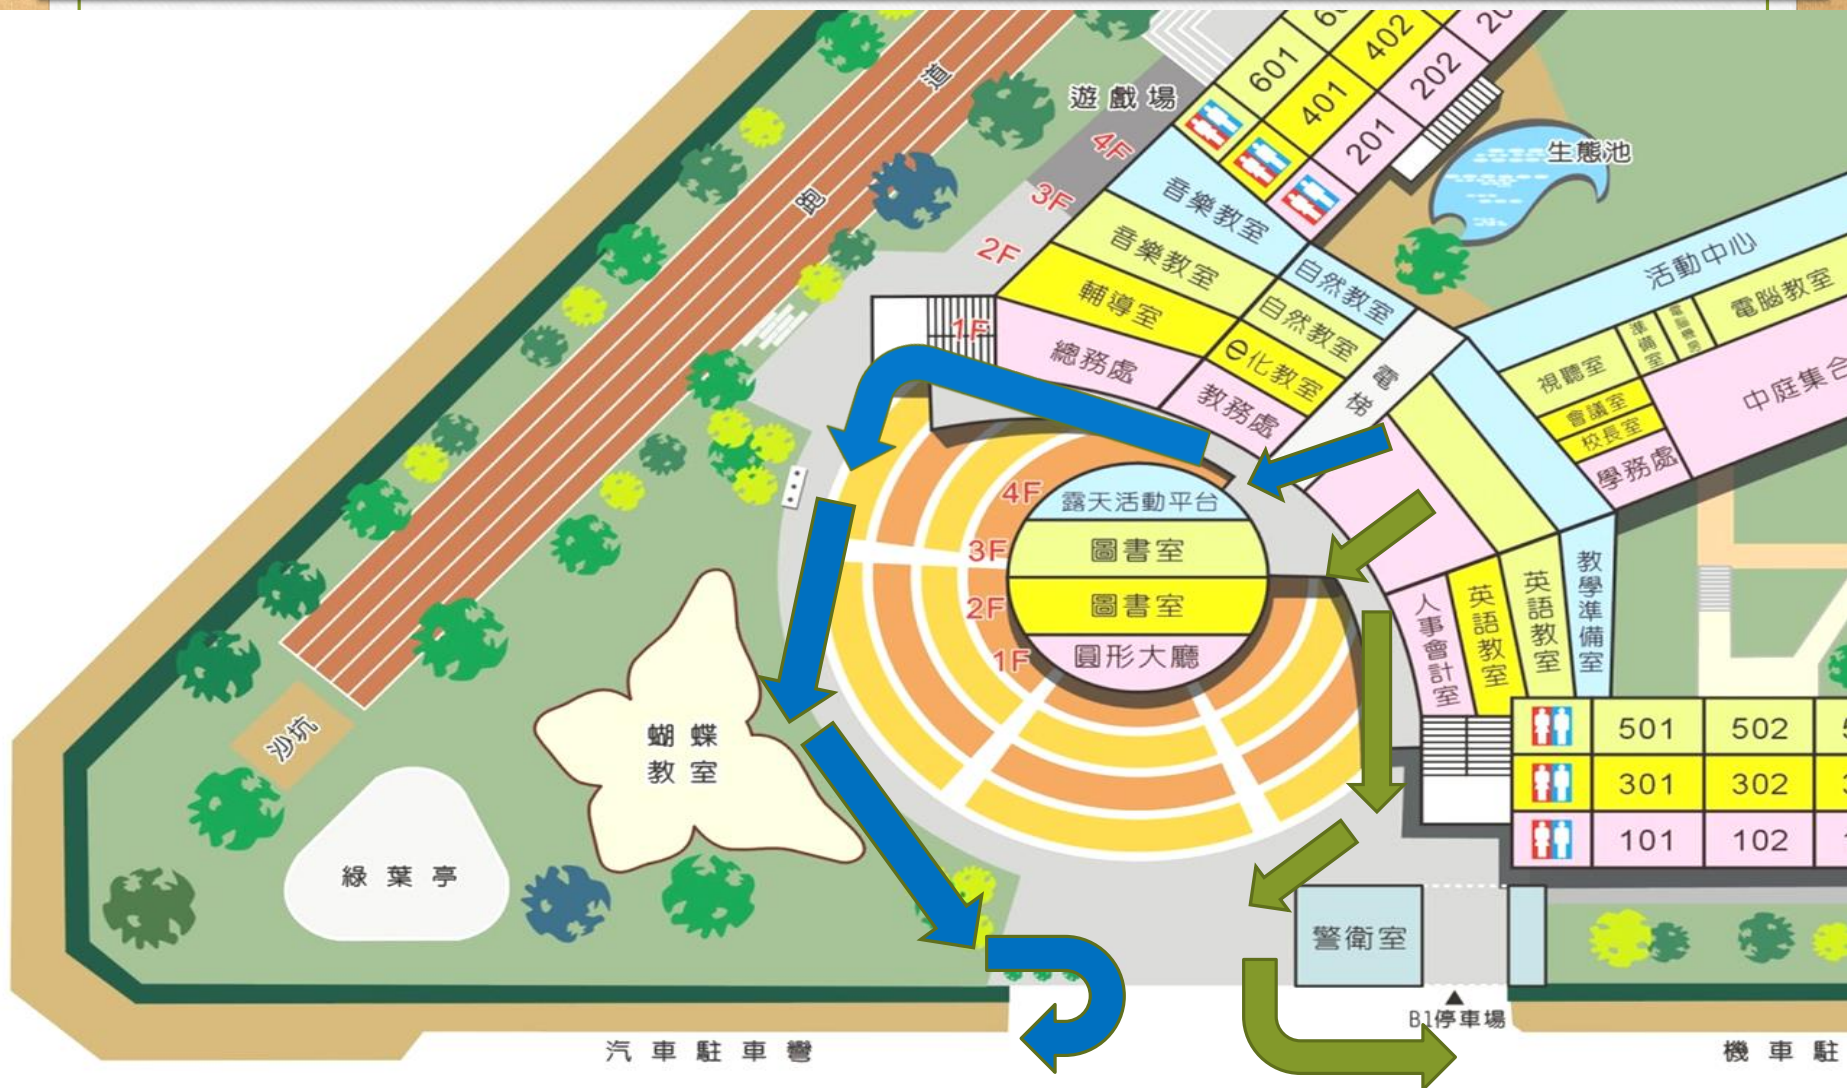 道
跑
遊戲場
4F
3F
2F
1F
601
402
401
202
201
生態池
音樂教室
音樂教室
輔導室
總務處
自然教室
自然教室
e化教室
教務處
電梯
活動中心
電腦教室
準備室
視聽室
會議室
校長室
學務處
中庭集合
4F
露天活動平台
3F
圖書室
2F
圖書室
1F
圓形大廳
人事會計室
英語教室
英語教室
教學準備室
501
502
301
302
101
102
沙坑
蝴蝶
教室
綠葉亭
警衛室
B1停車場
汽車駐車彎
機車駐